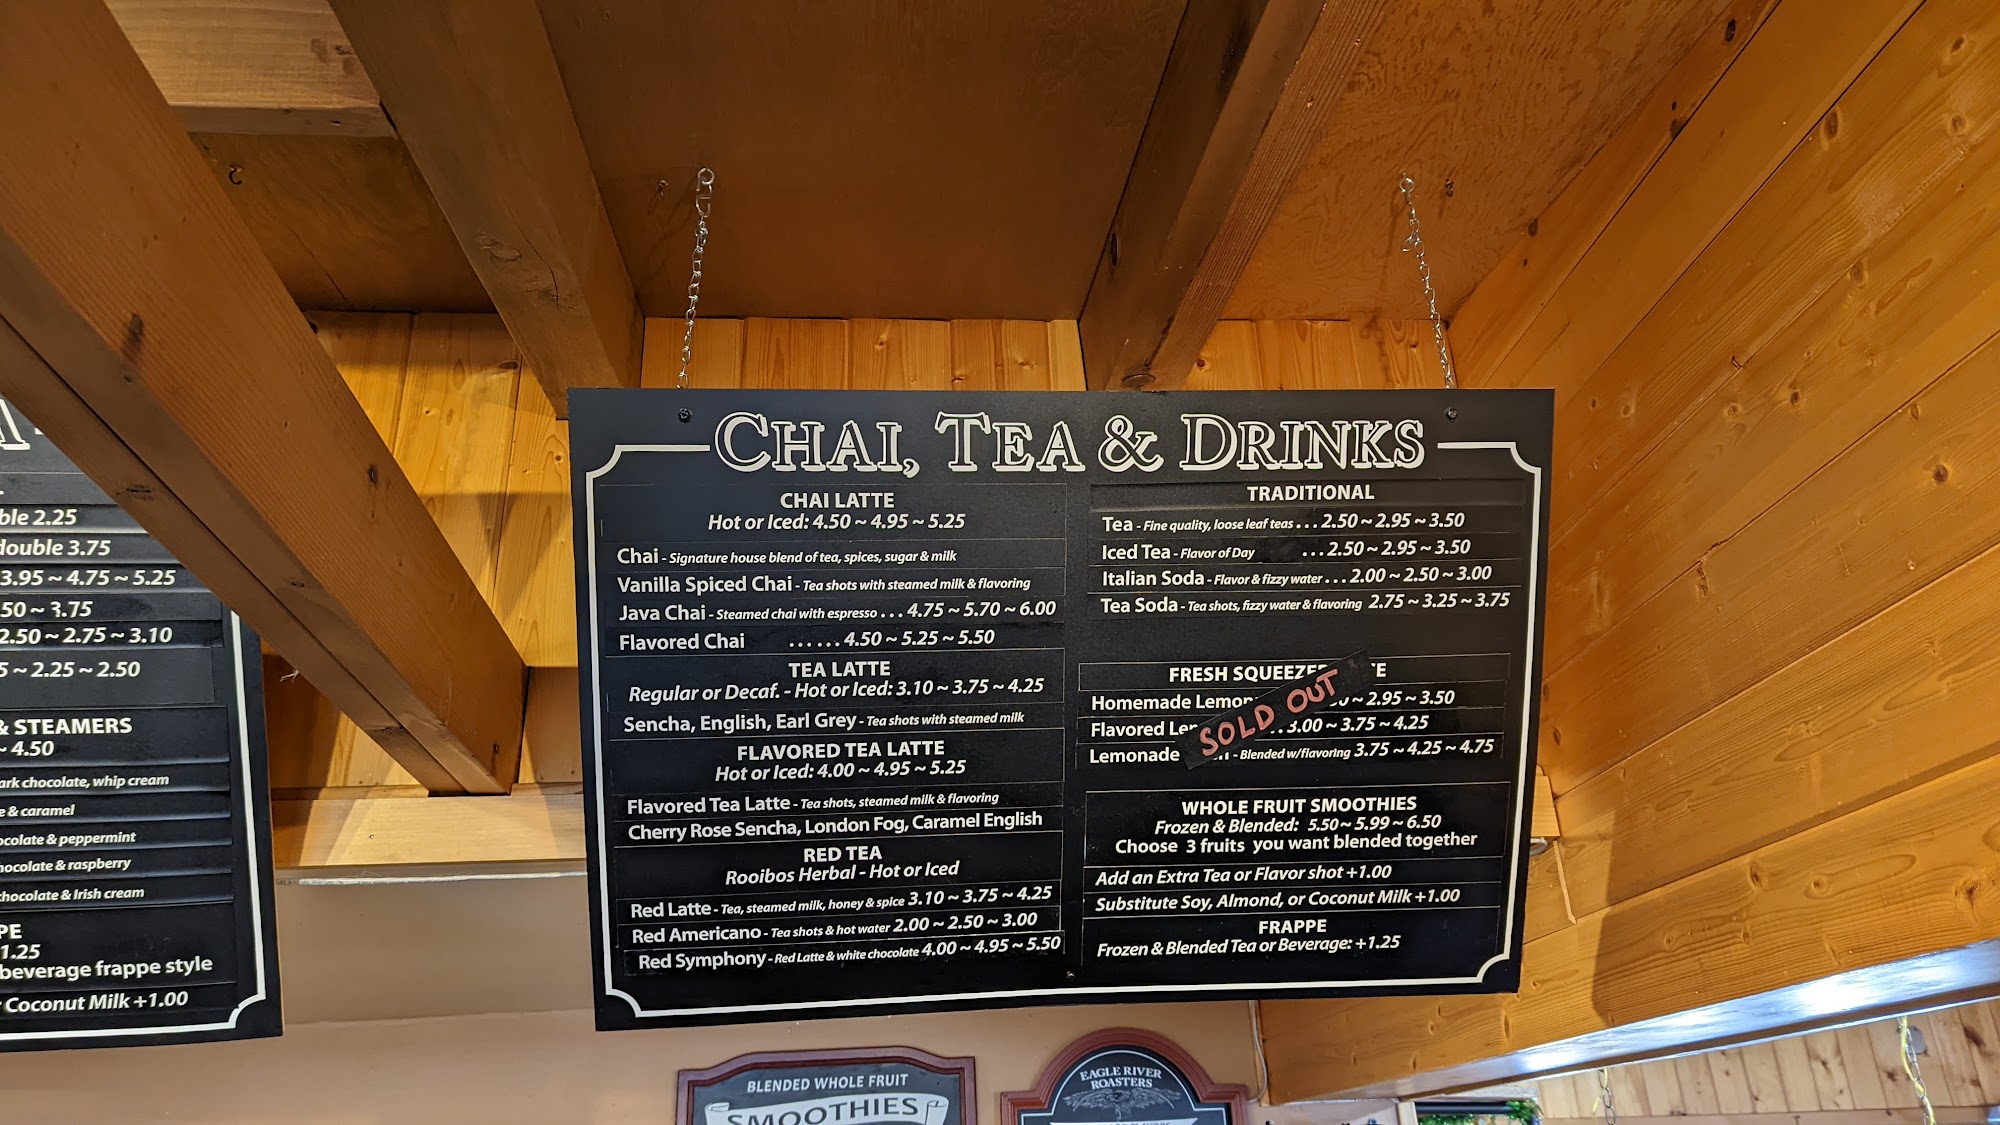 ble 2.25
double 3.75
3.95 ~ 4.75 ~ 5.25
50 ~ 3.75
2.50 ~ 2.75 ~ 3.10
5 ~ 2.25 ~ 2.50
& STEAMERS
~ 4.50
ark chocolate, whip cream
e & caramel
ocolate & peppermint
hocolate & raspberry
chocolate & Irish cream
PE
1.25
beverage frappe style
Coconut Milk +1.00
CHAI, TEA & DRINKS
CHAI LATTE
Hot or Iced: 4.50 ~ 4.95 ~ 5.25
Chai - Signature house blend of tea, spices, sugar & milk
Vanilla Spiced Chai - Tea shots with steamed milk & flavoring
Java Chai - Steamed chai with espresso . . . 4.75 ~ 5.70 ~ 6.00
Flavored Chai . . . . . . 4.50 ~ 5.25 ~ 5.50
TEA LATTE
Regular or Decaf. - Hot or Iced: 3.10 ~ 3.75 ~ 4.25
Sencha, English, Earl Grey - Tea shots with steamed milk
FLAVORED TEA LATTE
Hot or Iced: 4.00 ~ 4.95 ~ 5.25
Flavored Tea Latte - Tea shots, steamed milk & flavoring
Cherry Rose Sencha, London Fog, Caramel English
RED TEA
Rooibos Herbal - Hot or Iced
Red Latte - Tea, steamed milk, honey & spice 3.10 ~ 3.75 ~ 4.25
Red Americano - Tea shots & hot water 2.00 ~ 2.50 ~ 3.00
Red Symphony - Red Latte & white chocolate 4.00 ~ 4.95 ~ 5.50
TRADITIONAL
Tea - Fine quality, loose leaf teas . . . 2.50 ~ 2.95 ~ 3.50
Iced Tea - Flavor of Day . . . 2.50 ~ 2.95 ~ 3.50
Italian Soda - Flavor & fizzy water . . . 2.00 ~ 2.50 ~ 3.00
Tea Soda - Tea shots, fizzy water & flavoring 2.75 ~ 3.25 ~ 3.75
FRESH SQUEEZE
Homemade Lemon ~ 2.95 ~ 3.50
Flavored Le . . 3.00 ~ 3.75 ~ 4.25
Lemonade - Blended w/flavoring 3.75 ~ 4.25 ~ 4.75
SOLD OUT
WHOLE FRUIT SMOOTHIES
Frozen & Blended: 5.50 ~ 5.99 ~ 6.50
Choose 3 fruits you want blended together
Add an Extra Tea or Flavor shot +1.00
Substitute Soy, Almond, or Coconut Milk +1.00
FRAPPE
Frozen & Blended Tea or Beverage: +1.25
BLENDED WHOLE FRUIT
SMOOTHIES
EAGLE RIVER
ROASTERS